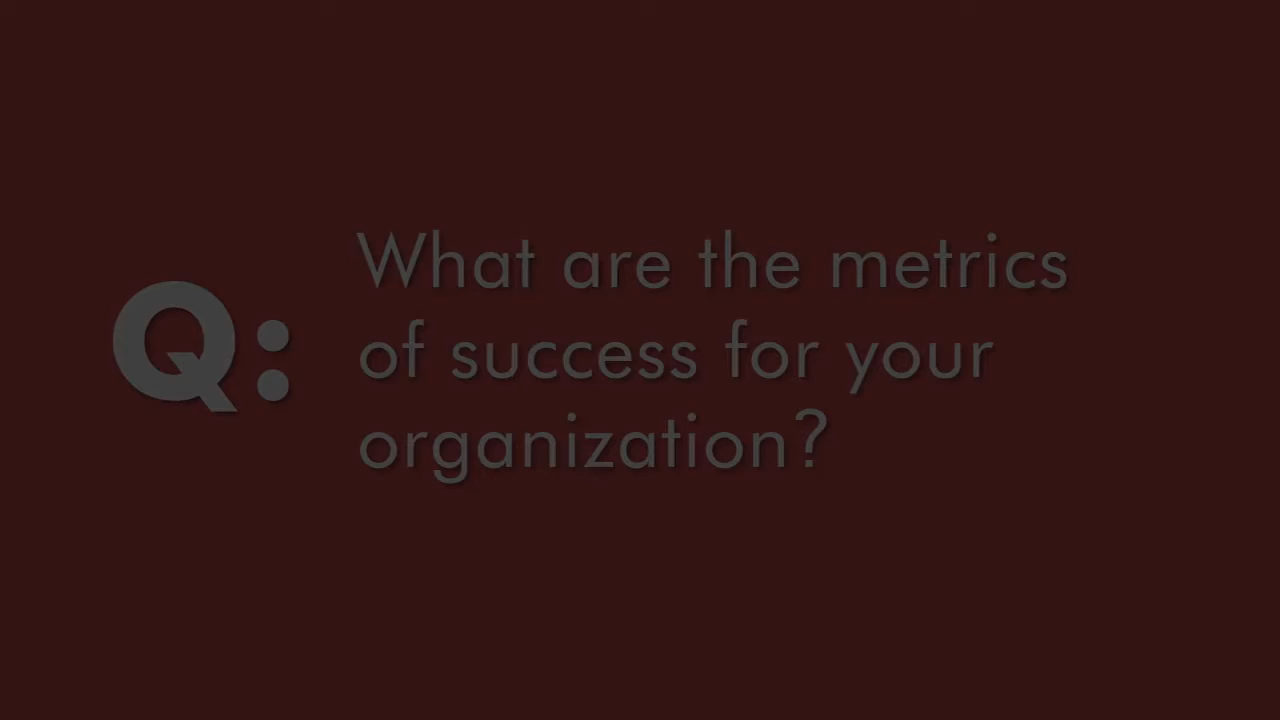 Q:
What are the metrics
of success for your
organization?